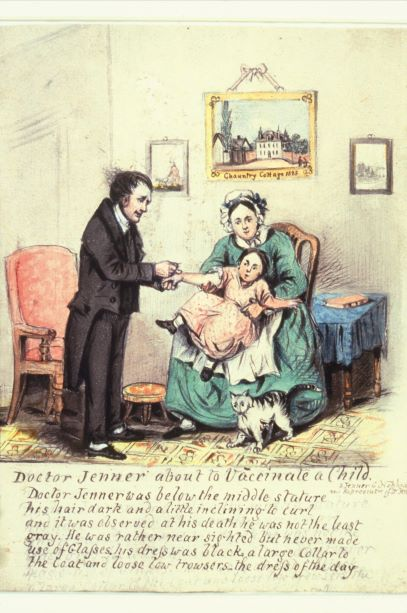 Chauntry Cottage 1823
Doctor Jenner about to Vaccinate a Child.
Doctor Jenner was below the middle stature
his hair dark and a little inclining to curl
and it was observed at his death he was not the least
gray. He was rather near sighted but never made
use of Glasses, his dress was black, a large Collar to
the Coat and loose low trowsers_ the dress of the day